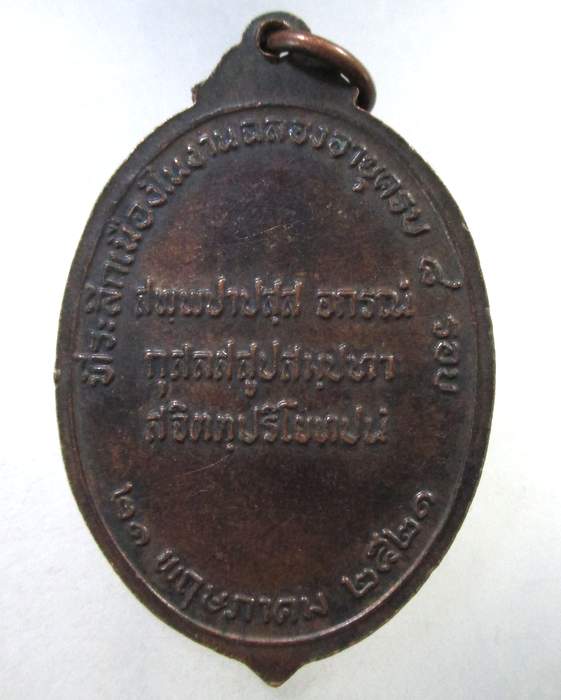 ที่ระลึกเนื่องในงานฉลองอายุครบ ๕ รอบ
สพฺพปาปสฺส อกรณํ
กุสลสฺสูปสมฺปทา
สจิตฺตปริโยทปนํ
๒๑ พฤษภาคม ๒๕๒๑